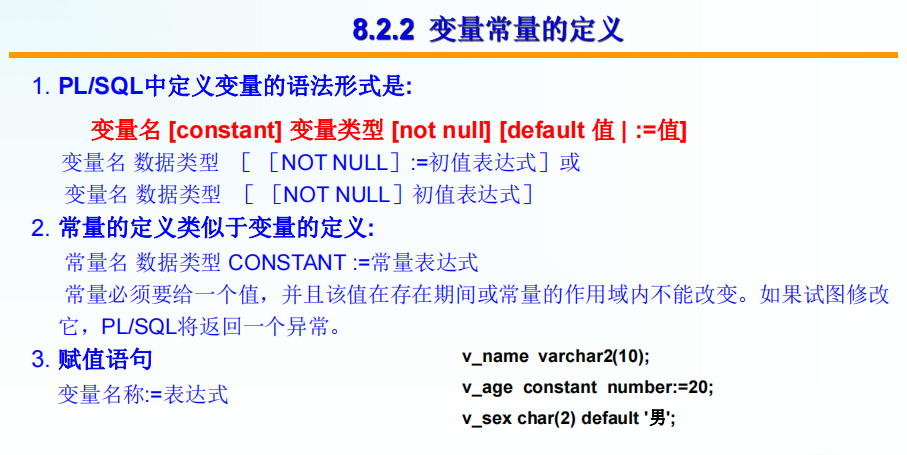 8.2.2 变量常量的定义
1. PL/SQL中定义变量的语法形式是:
变量名 [constant] 变量类型 [not null] [default 值 | :=值]
变量名 数据类型 ［ ［NOT NULL］:=初值表达式］或
变量名 数据类型 ［ ［NOT NULL］初值表达式］
2. 常量的定义类似于变量的定义:
常量名 数据类型 CONSTANT :=常量表达式
常量必须要给一个值，并且该值在存在期间或常量的作用域内不能改变。如果试图修改
它，PL/SQL将返回一个异常。
3. 赋值语句
变量名称:=表达式
v_name varchar2(10);
v_age constant number:=20;
v_sex char(2) default '男';